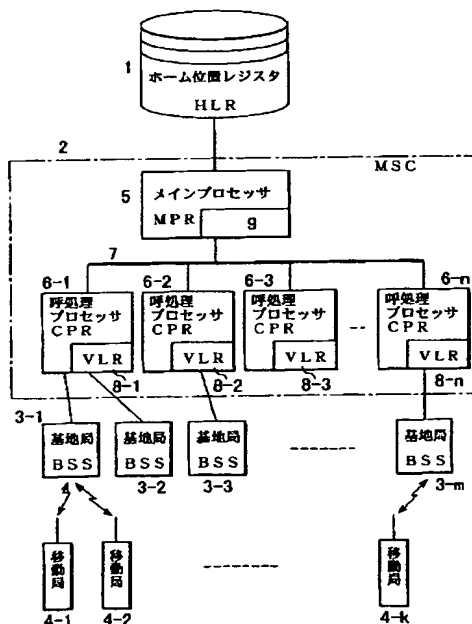 1
ホーム位置レジスタ
HLR
2
MSC
5
メインプロセッサ
MPR
9
7
6-1
6-2
6-3
6-n
呼処理
プロセッサ
CPR
VLR
呼処理
プロセッサ
CPR
VLR
呼処理
プロセッサ
CPR
VLR
呼処理
プロセッサ
CPR
VLR
8-1
8-2
8-3
8-n
3-1
基地局
BSS
基地局
BSS
基地局
BSS
基地局
BSS
3-2
3-3
3-m
4
移動局
移動局
移動局
4-1
4-2
4-k